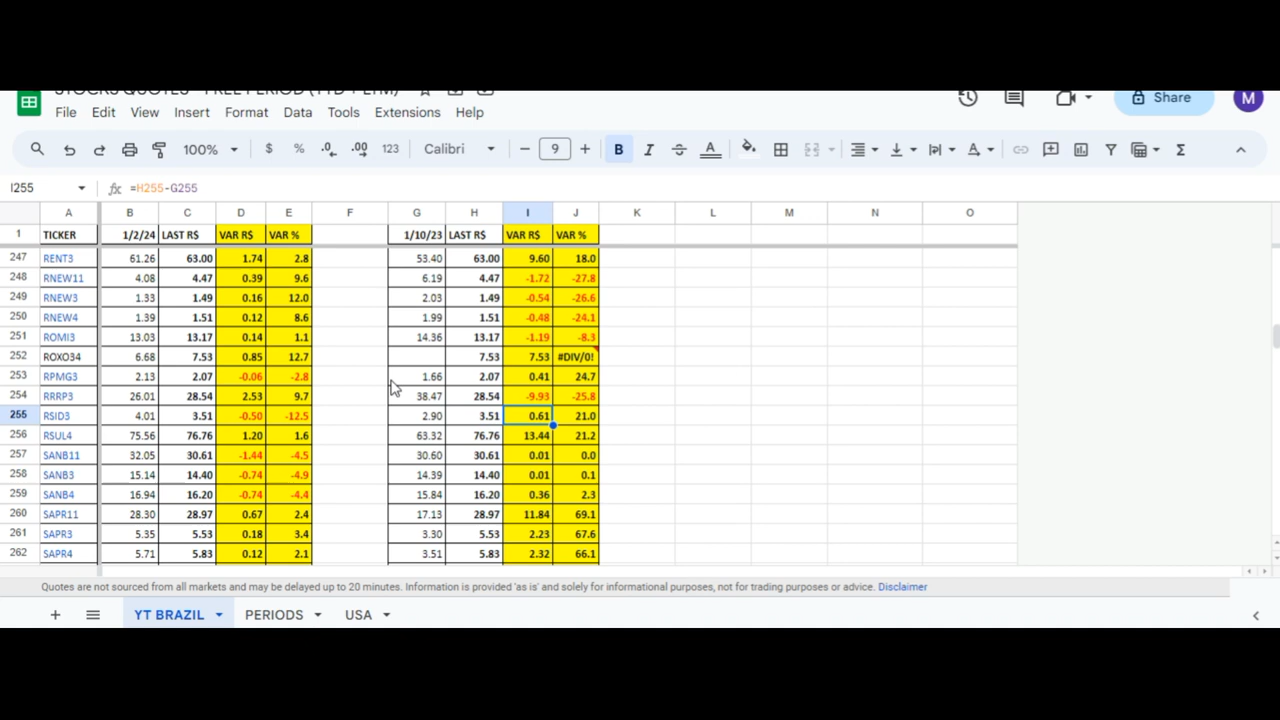 STOCKS QUOTES - FREE PERIOD (YTD + LTM)
File Edit View Insert Format Data Tools Extensions Help
Share M
100% $ % .0 .00 123 Calibri - 9 + B I S A
I255 fx =H255-G255
A B C D E F G H I J K L M N O
1 TICKER 1/2/24 LAST R$ VAR R$ VAR % 1/10/23 LAST R$ VAR R$ VAR %
247 RENT3 61.26 63.00 1.74 2.8 53.40 63.00 9.60 18.0
248 RNEW11 4.08 4.47 0.39 9.6 6.19 4.47 -1.72 -27.8
249 RNEW3 1.33 1.49 0.16 12.0 2.03 1.49 -0.54 -26.6
250 RNEW4 1.39 1.51 0.12 8.6 1.99 1.51 -0.48 -24.1
251 ROMI3 13.03 13.17 0.14 1.1 14.36 13.17 -1.19 -8.3
252 ROXO34 6.68 7.53 0.85 12.7 7.53 7.53 #DIV/0!
253 RPMG3 2.13 2.07 -0.06 -2.8 1.66 2.07 0.41 24.7
254 RRRP3 26.01 28.54 2.53 9.7 38.47 28.54 -9.93 -25.8
255 RSID3 4.01 3.51 -0.50 -12.5 2.90 3.51 0.61 21.0
256 RSUL4 75.56 76.76 1.20 1.6 63.32 76.76 13.44 21.2
257 SANB11 32.05 30.61 -1.44 -4.5 30.60 30.61 0.01 0.0
258 SANB3 15.14 14.40 -0.74 -4.9 14.39 14.40 0.01 0.1
259 SANB4 16.94 16.20 -0.74 -4.4 15.84 16.20 0.36 2.3
260 SAPR11 28.30 28.97 0.67 2.4 17.13 28.97 11.84 69.1
261 SAPR3 5.35 5.53 0.18 3.4 3.30 5.53 2.23 67.6
262 SAPR4 5.71 5.83 0.12 2.1 3.51 5.83 2.32 66.1
Quotes are not sourced from all markets and may be delayed up to 20 minutes. Information is provided 'as is' and solely for informational purposes, not for trading purposes or advice. Disclaimer
+ YT BRAZIL PERIODS USA